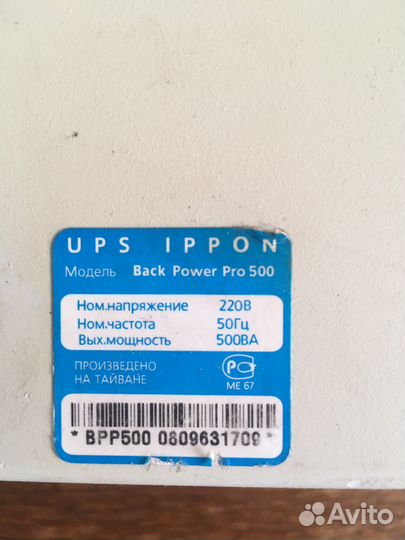 UPS IPPON
Модель Back Power Pro 500
Ном.напряжение 220В
Ном.частота 50Гц
Вых.мощность 500ВА
ПРОИЗВЕДЕНО
НА ТАЙВАНЕ
РС
МЕ 67
* BPP500 0809631709 *
Avito